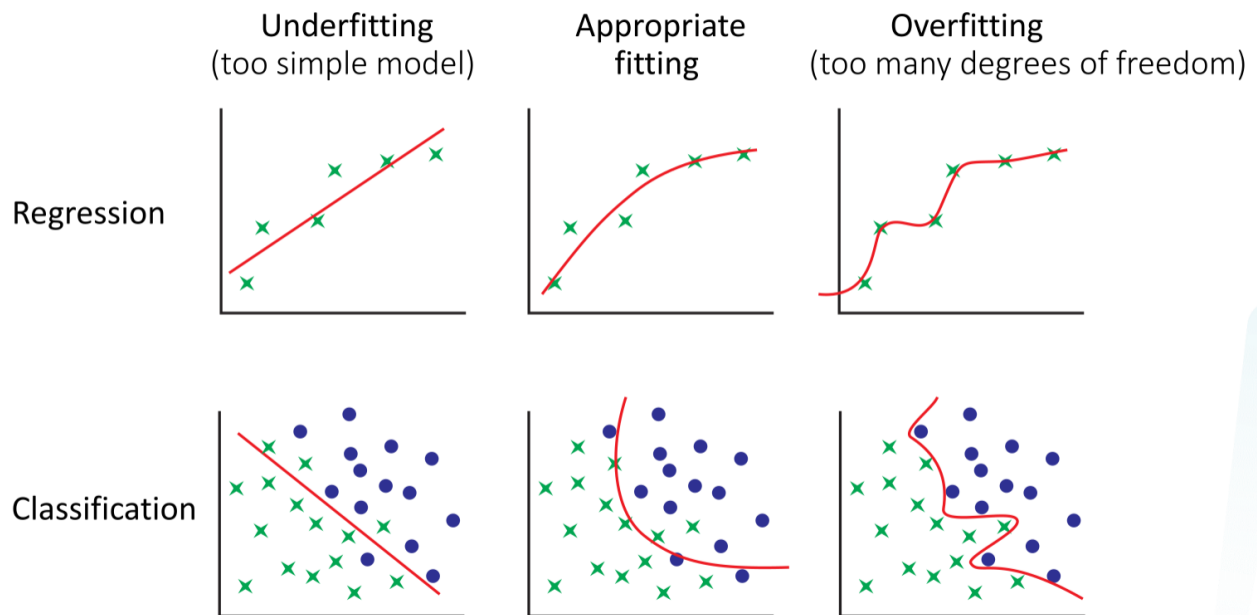 Underfitting
(too simple model)
Appropriate
fitting
Overfitting
(too many degrees of freedom)
Regression
Classification